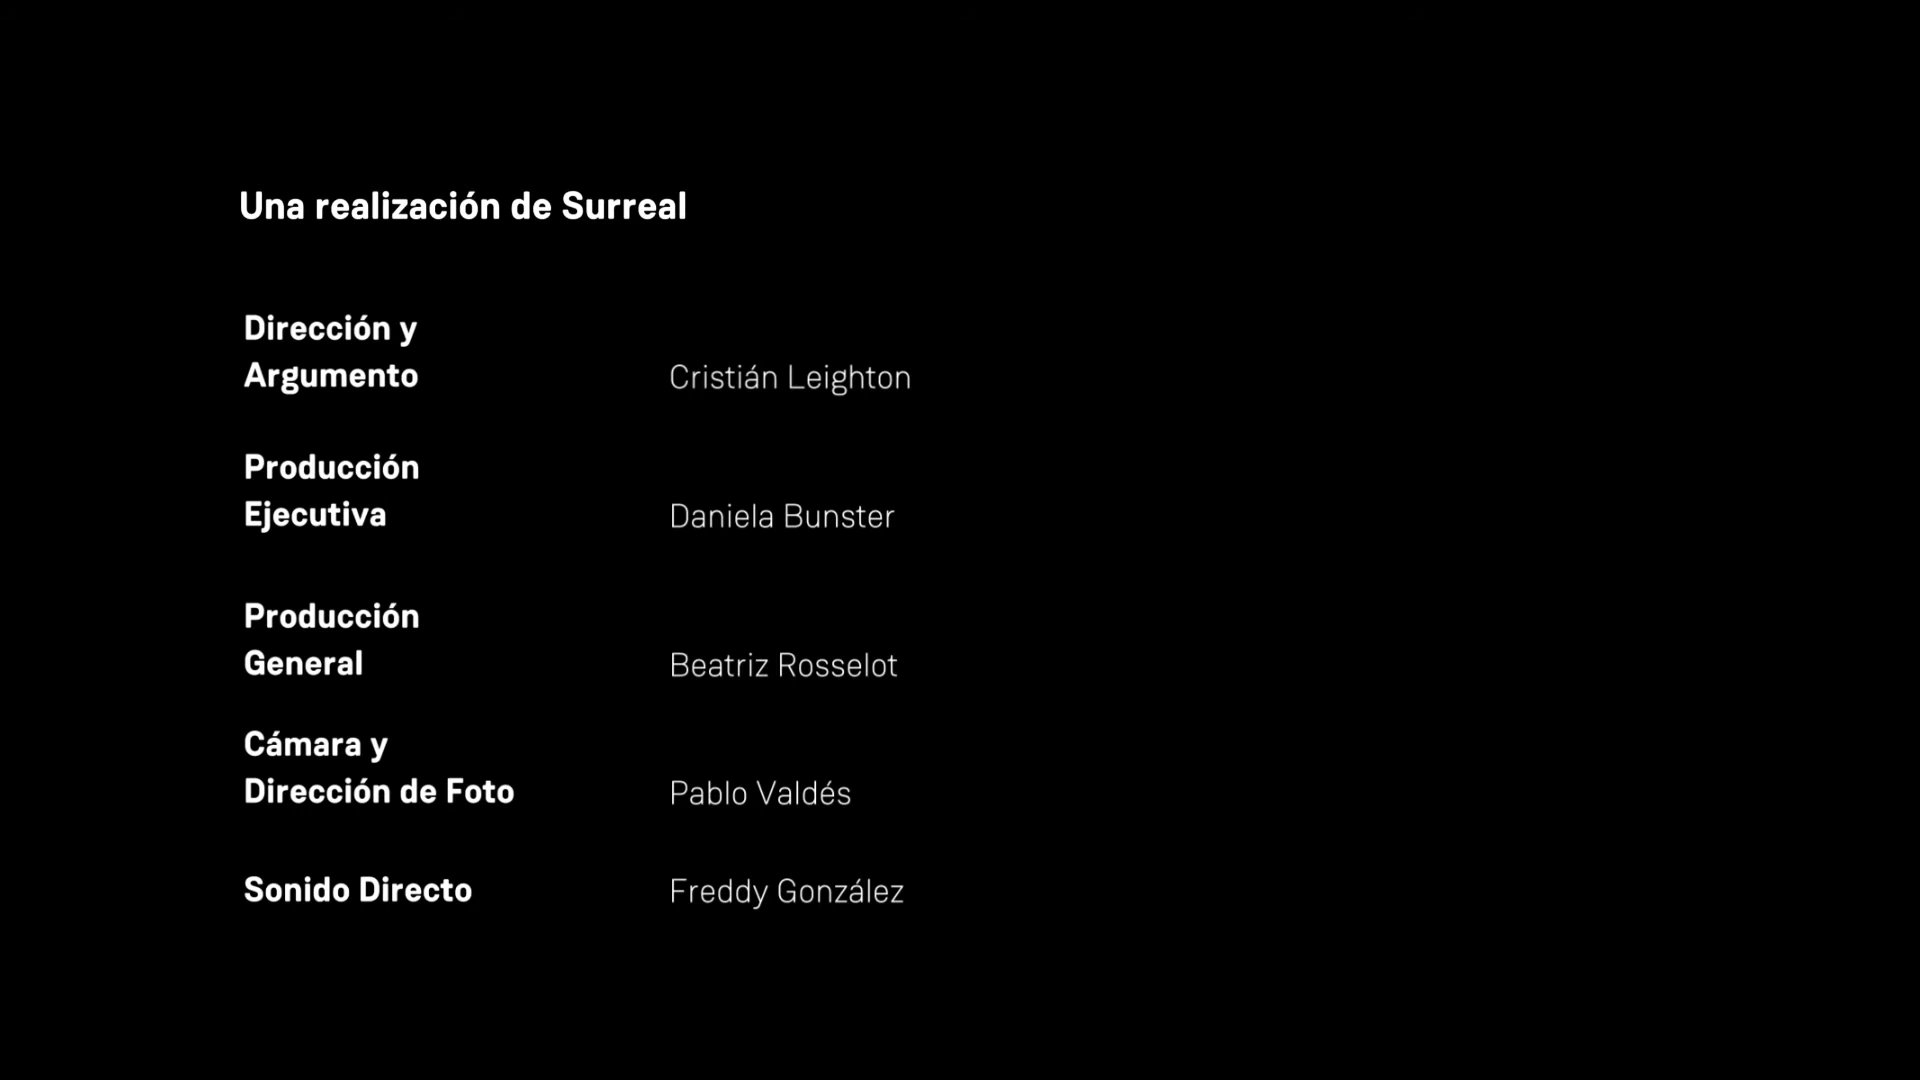 Una realización de Surreal
Dirección y
Argumento Cristián Leighton
Producción
Ejecutiva Daniela Bunster
Producción
General Beatriz Rosselot
Cámara y
Dirección de Foto Pablo Valdés
Sonido Directo Freddy González